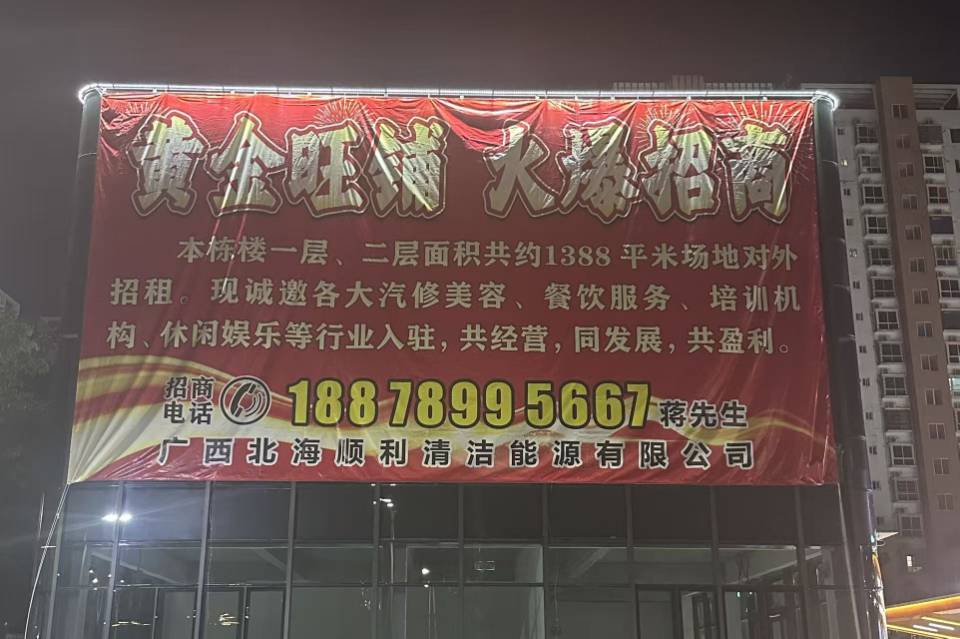 黄金旺铺 火爆招商
本栋楼一层、二层面积共约1388平米场地对外
招租。现诚邀各大汽修美容、餐饮服务、培训机
构、休闲娱乐等行业入驻，共经营，同发展，共盈利。
招商
电话
18878995667 蒋先生
广西北海顺利清洁能源有限公司